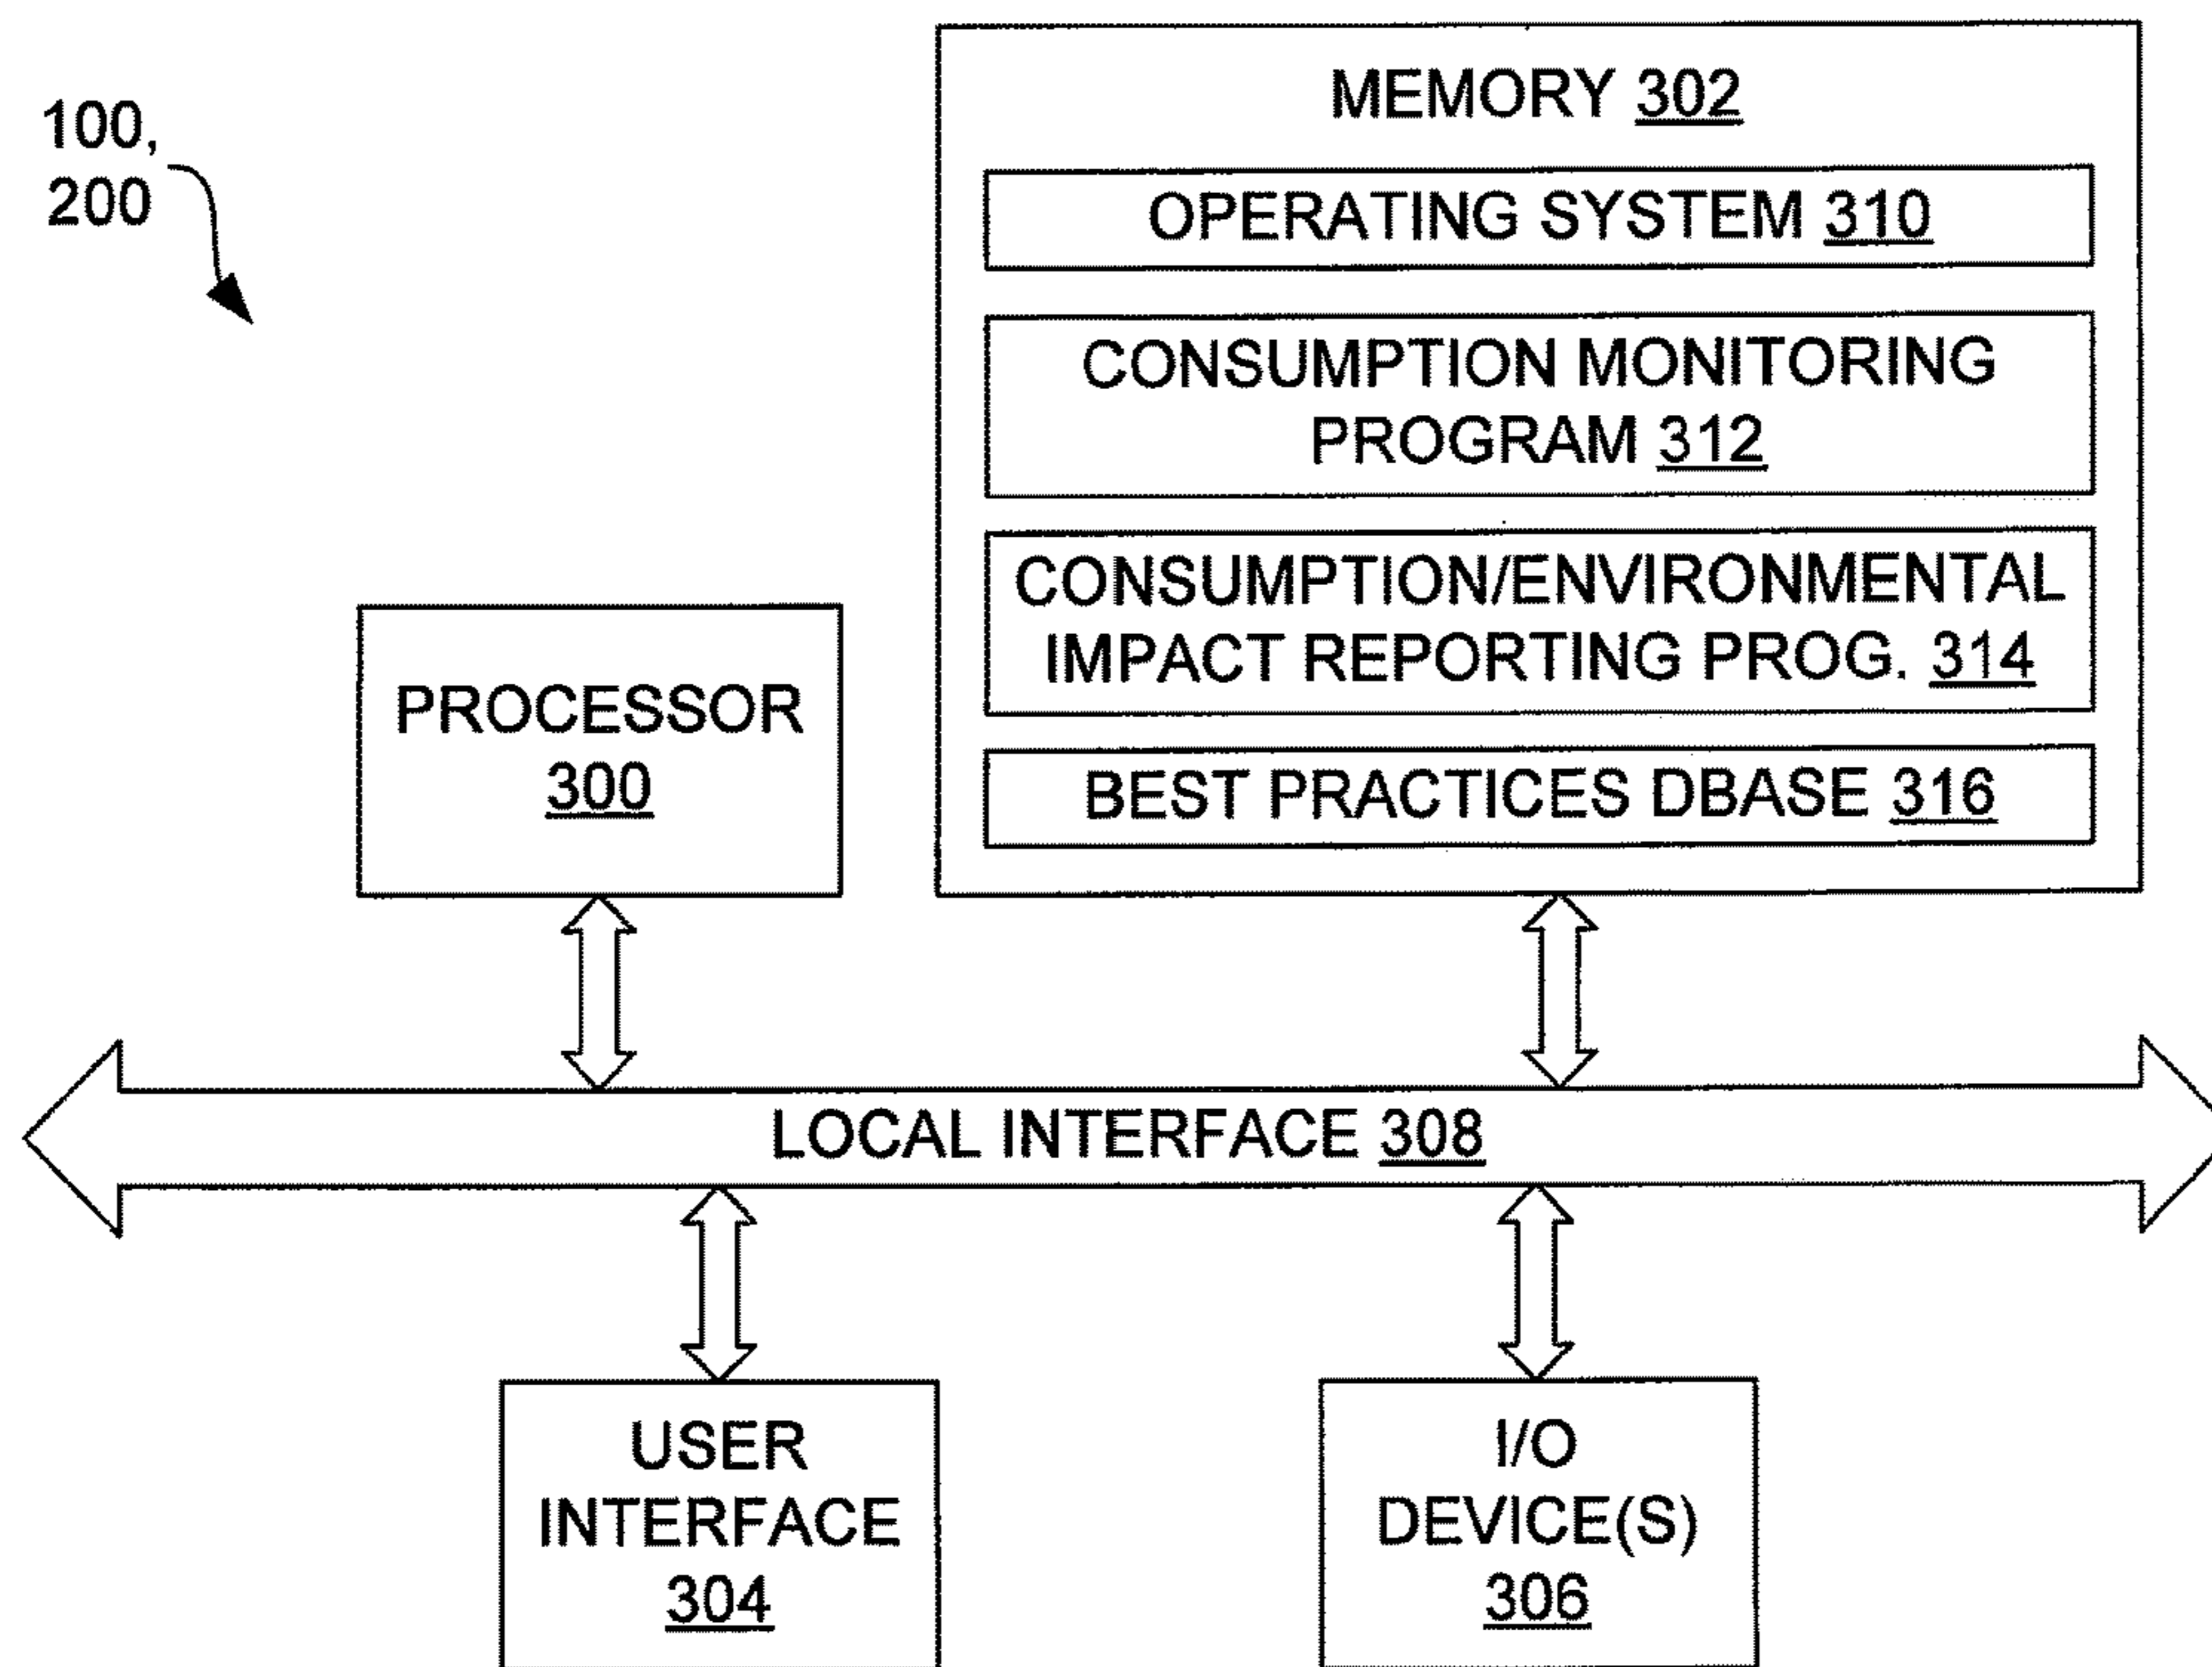 100,
200
MEMORY 302
OPERATING SYSTEM 310
CONSUMPTION MONITORING
PROGRAM 312
CONSUMPTION/ENVIRONMENTAL
IMPACT REPORTING PROG. 314
BEST PRACTICES DBASE 316
PROCESSOR
300
LOCAL INTERFACE 308
USER
INTERFACE
304
I/O
DEVICE(S)
306